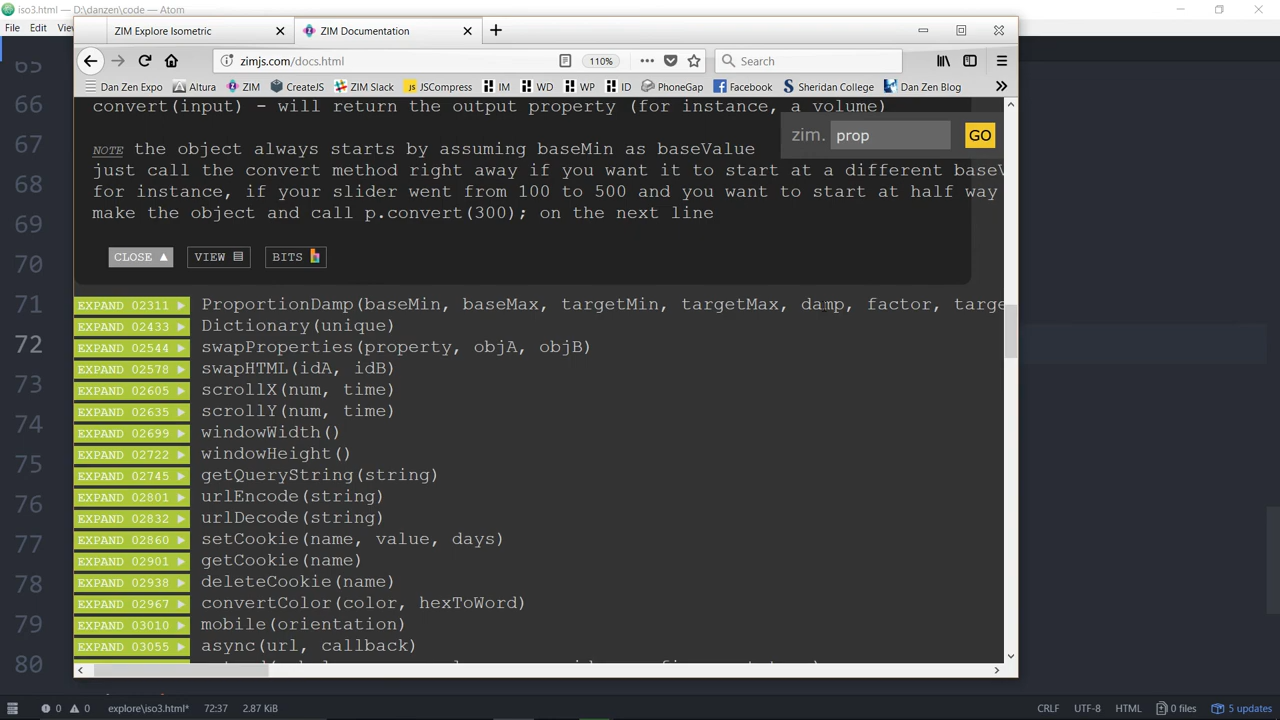 iso3.html — D:\danzen\code — Atom
File Edit View
ZIM Explore Isometric
ZIM Documentation
zimjs.com/docs.html
110%
Search
Dan Zen Expo
Altura
ZIM
CreateJS
ZIM Slack
JS JSCompress
IM
WD
WP
ID
PhoneGap
Facebook
Sheridan College
Dan Zen Blog
convert(input) - will return the output property (for instance, a volume)
zim. prop GO
NOTE the object always starts by assuming baseMin as baseValue
just call the convert method right away if you want it to start at a different baseV
for instance, if your slider went from 100 to 500 and you want to start at half way
make the object and call p.convert(300); on the next line
CLOSE ▲ VIEW BITS
EXPAND 02311 ▶ ProportionDamp(baseMin, baseMax, targetMin, targetMax, damp, factor, targe
EXPAND 02433 ▶ Dictionary(unique)
EXPAND 02544 ▶ swapProperties(property, objA, objB)
EXPAND 02578 ▶ swapHTML(idA, idB)
EXPAND 02605 ▶ scrollX(num, time)
EXPAND 02635 ▶ scrollY(num, time)
EXPAND 02699 ▶ windowWidth()
EXPAND 02722 ▶ windowHeight()
EXPAND 02745 ▶ getQueryString(string)
EXPAND 02801 ▶ urlEncode(string)
EXPAND 02832 ▶ urlDecode(string)
EXPAND 02860 ▶ setCookie(name, value, days)
EXPAND 02901 ▶ getCookie(name)
EXPAND 02938 ▶ deleteCookie(name)
EXPAND 02967 ▶ convertColor(color, hexToWord)
EXPAND 03010 ▶ mobile(orientation)
EXPAND 03055 ▶ async(url, callback)
65
66
67
68
69
70
71
72
73
74
75
76
77
78
79
80
0 0 explore\iso3.html* 72:37 2.87 KiB
CRLF UTF-8 HTML 0 files 5 updates